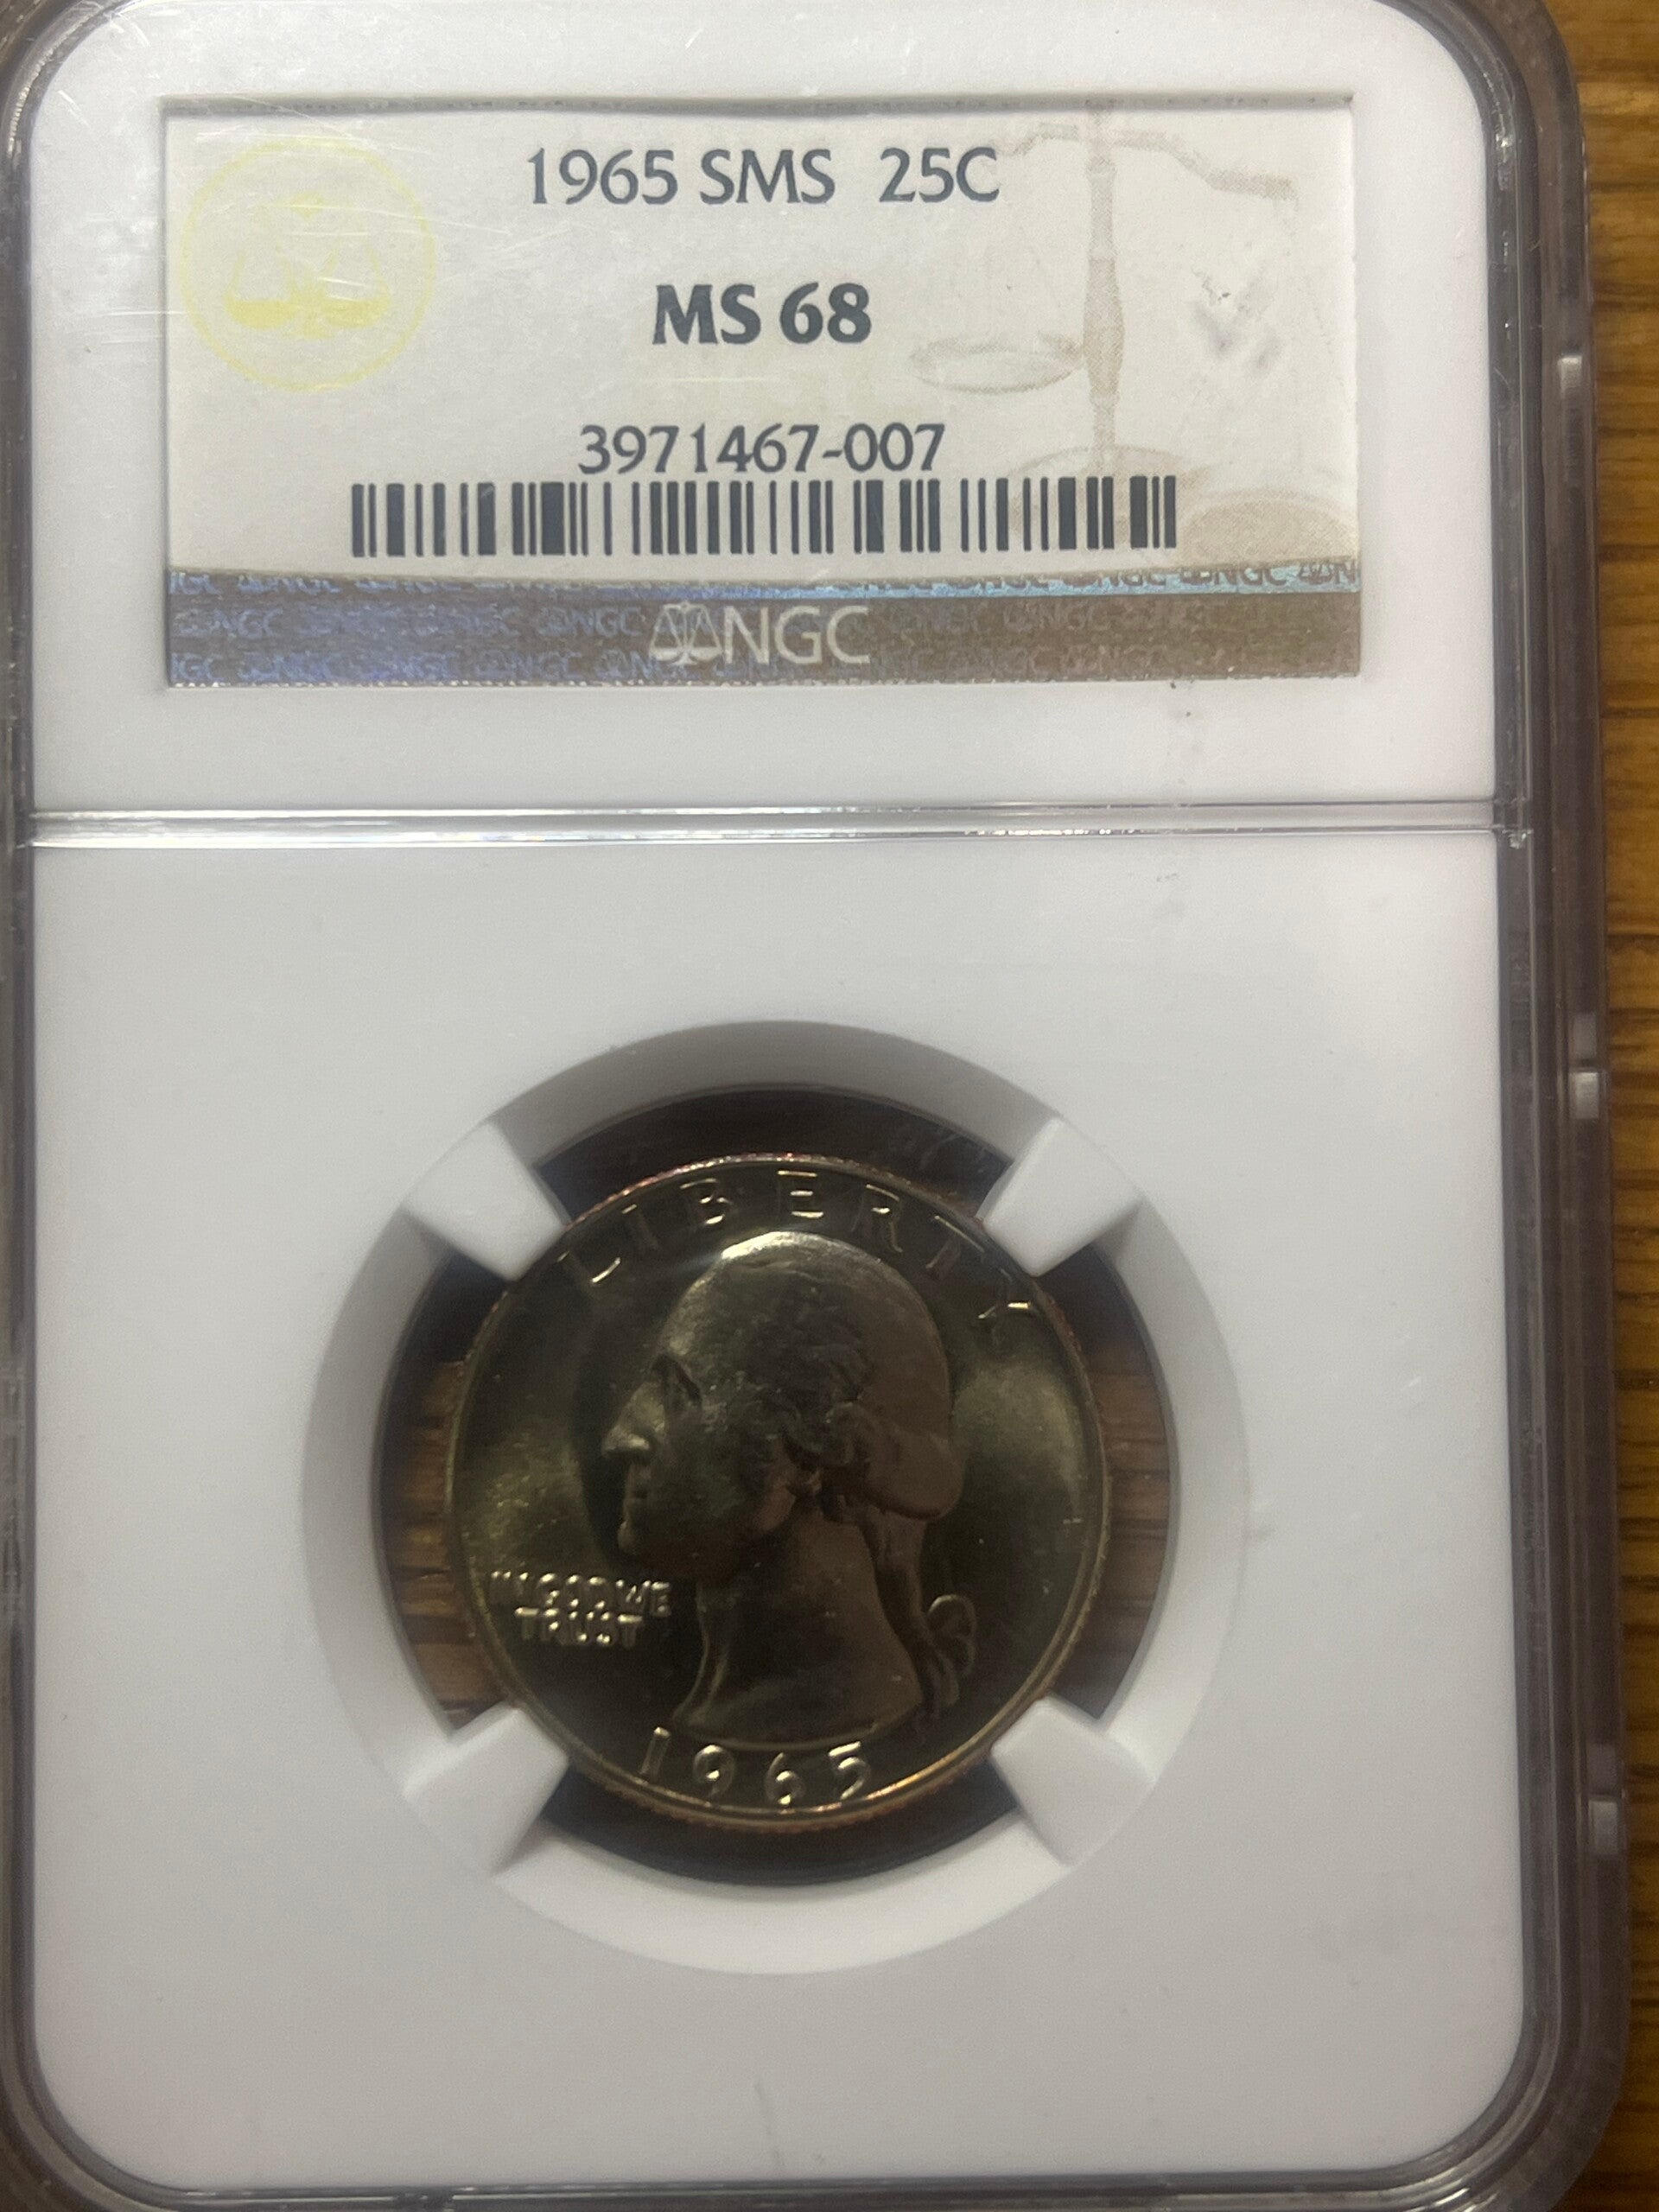 1965 SMS 25C
MS 68
3971467-007
NGC
LIBERTY
IN GOD WE
TRUST
1965